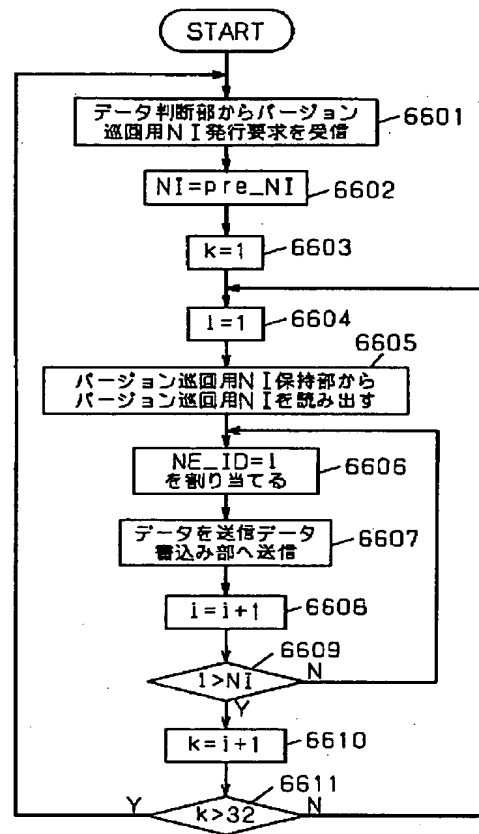 START
データ判断部からバージョン
巡回用NI発行要求を受信
6601
NI=pre_NI
6602
k=1
6603
i=1
6604
6605
バージョン巡回用NI保持部から
バージョン巡回用NIを読み出す
NE_ID=i
を割り当てる
6606
データを送信データ
書込み部へ送信
6607
i=i+1
6608
6609
i>NI
N
Y
k=i+1
6610
6611
Y
k>32
N